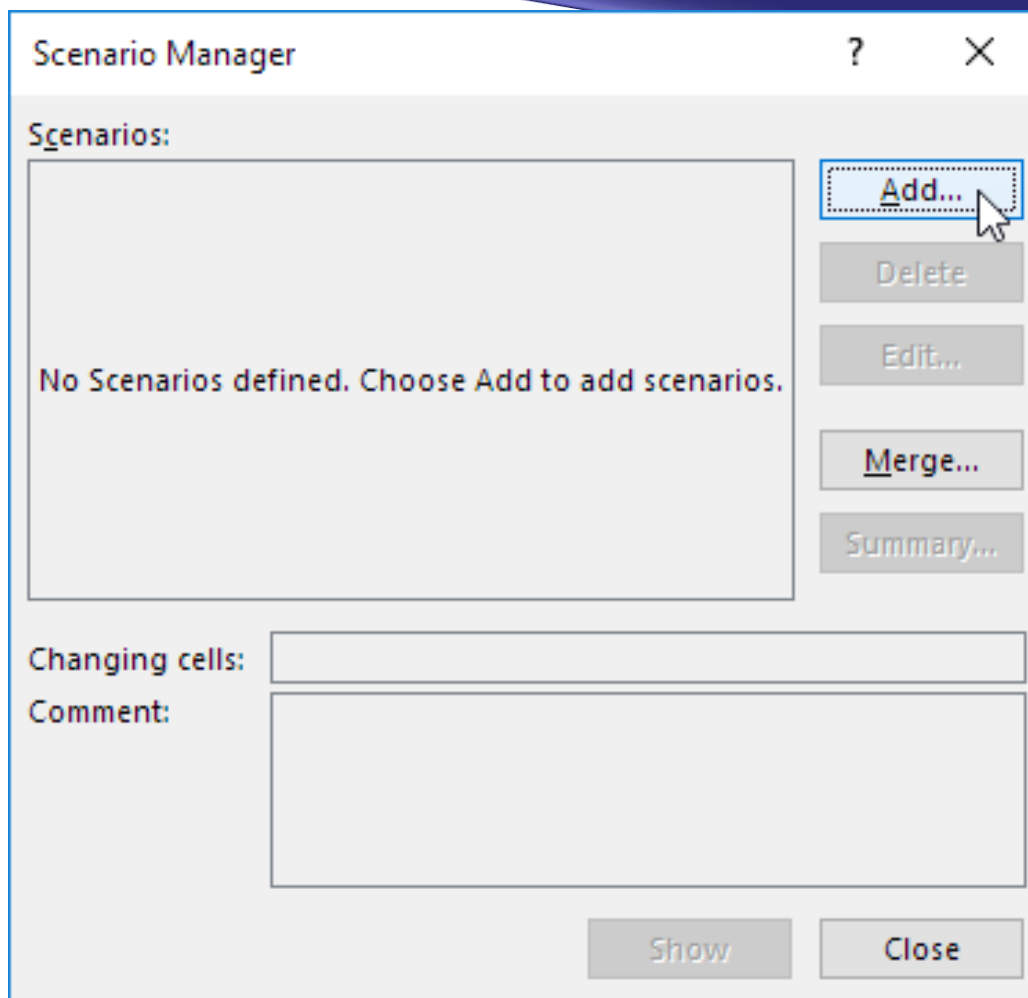 Scenario Manager
?
Scenarios:
Add...
Delete
Edit...
No Scenarios defined. Choose Add to add scenarios.
Merge...
Summary...
Changing cells:
Comment:
Show
Close